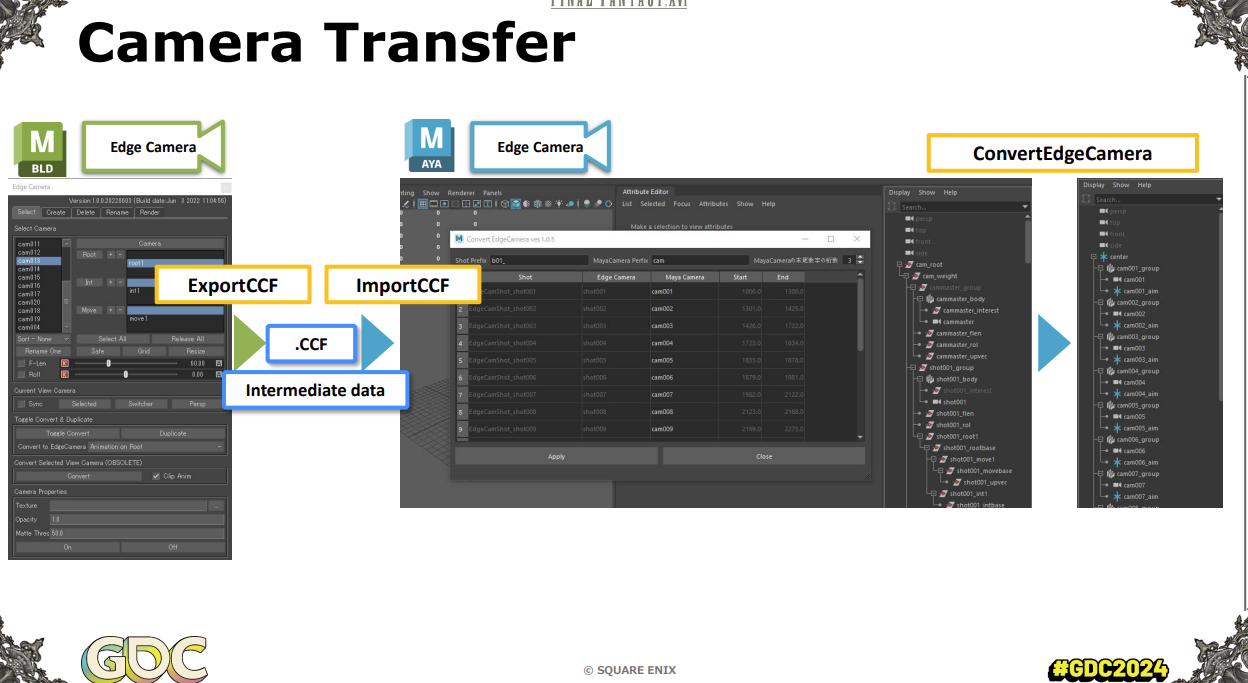 FINAL FANTASY XVI
Camera Transfer
M
BLD
Edge Camera
M
AYA
Edge Camera
ConvertEdgeCamera
Edge Camera
Version:1.0.0.20220603 (Build date:Jun 3 2022 11:04:56)
Select Create Delete Rename Render
Select Camera
cam011
cam012
cam013
cam014
cam015
cam016
cam017
cam020
cam018
cam019
cam004
Camera
Root + -
root1
Int + -
int1
Move + -
move1
Sort - None
Select All Release All
Rename One Safe Grid Resize
F-Len K 60.00 A
Roll K 0.00 A
Current View Camera
Sync Selected Switcher Persp
Toggle Convert & Duplicate
Toggle Convert Duplicate
Convert to EdgeCamera Animation on Root
Convert Selected View Camera (OBSOLETE)
Convert Clip Anim
Camera Properties
Texture ...
Opacity 1.0
Matte Thres 50.0
On Off
ExportCCF
ImportCCF
.CCF
Intermediate data
ting Show Renderer Panels
0 0
0 0
0 0
0 0
Attribute Editor
List Selected Focus Attributes Show Help
Make a selection to view attributes
Convert EdgeCamera ver.1.0.5
Shot Prefix b01_ MayaCamera Perfix cam MayaCameraの末尾余字の桁数 3
Shot Edge Camera Maya Camera Start End
EdgeCamShot_shot001 shot001 cam001 1000.0 1300.0
2 EdgeCamShot_shot002 shot002 cam002 1301.0 1425.0
3 EdgeCamShot_shot003 shot003 cam003 1426.0 1722.0
4 EdgeCamShot_shot004 shot004 cam004 1723.0 1834.0
5 EdgeCamShot_shot005 shot005 cam005 1835.0 1878.0
6 EdgeCamShot_shot006 shot006 cam006 1879.0 1981.0
7 EdgeCamShot_shot007 shot007 cam007 1982.0 2122.0
8 EdgeCamShot_shot008 shot008 cam008 2123.0 2188.0
9 EdgeCamShot_shot009 shot009 cam009 2189.0 2275.0
Apply Close
Display Show Help
Search...
persp
top
front
side
cam_root
cam_weight
cammaster_group
cammaster_body
cammaster_interest
cammaster
cammaster_flen
cammaster_rol
cammaster_upvec
shot001_group
shot001_body
shot001_interest
shot001
shot001_flen
shot001_rol
shot001_root1
shot001_rootbase
shot001_move1
shot001_movebase
shot001_upvec
shot001_int1
shot001_intbase
Display Show Help
Search...
persp
top
front
side
center
cam001_group
cam001
cam001_aim
cam002_group
cam002
cam002_aim
cam003_group
cam003
cam003_aim
cam004_group
cam004
cam004_aim
cam005_group
cam005
cam005_aim
cam006_group
cam006
cam006_aim
cam007_group
cam007
cam007_aim
GDC
© SQUARE ENIX
#GDC2024